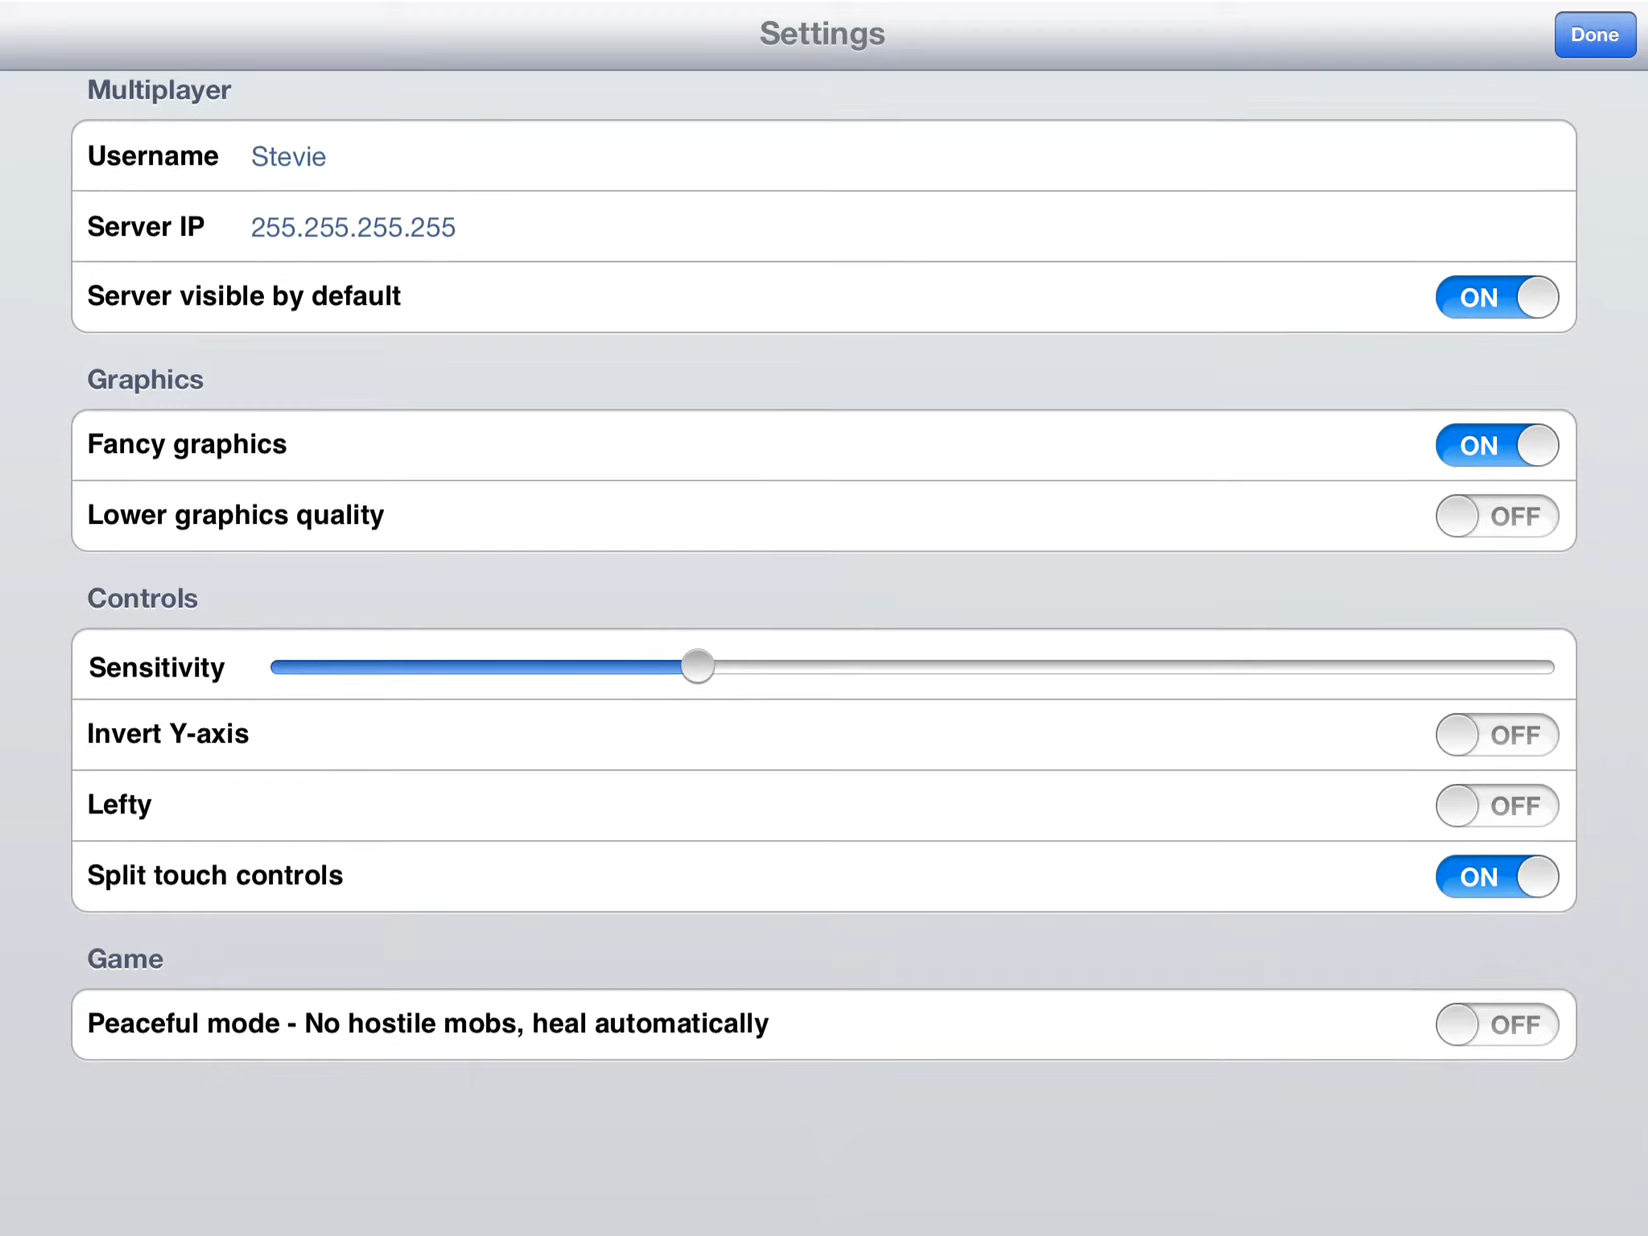 Settings
Done
Multiplayer
Username Stevie
Server IP 255.255.255.255
Server visible by default ON
Graphics
Fancy graphics ON
Lower graphics quality OFF
Controls
Sensitivity
Invert Y-axis OFF
Lefty OFF
Split touch controls ON
Game
Peaceful mode - No hostile mobs, heal automatically OFF